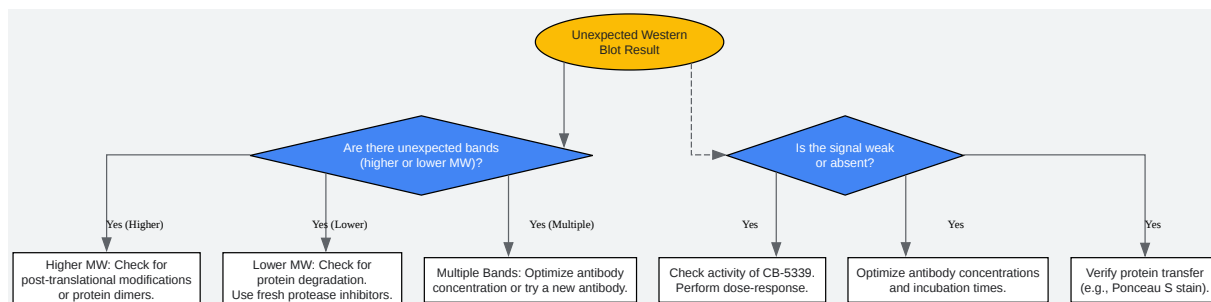 Unexpected Western
Blot Result
Are there unexpected bands
(higher or lower MW)?
Is the signal weak
or absent?
Yes (Higher)
Yes (Lower)
Yes (Multiple)
Yes
Yes
Yes
Higher MW: Check for
post-translational modifications
or protein dimers.
Lower MW: Check for
protein degradation.
Use fresh protease inhibitors.
Multiple Bands: Optimize antibody
concentration or try a new antibody.
Check activity of CB-5339.
Perform dose-response.
Optimize antibody concentrations
and incubation times.
Verify protein transfer
(e.g., Ponceau S stain).